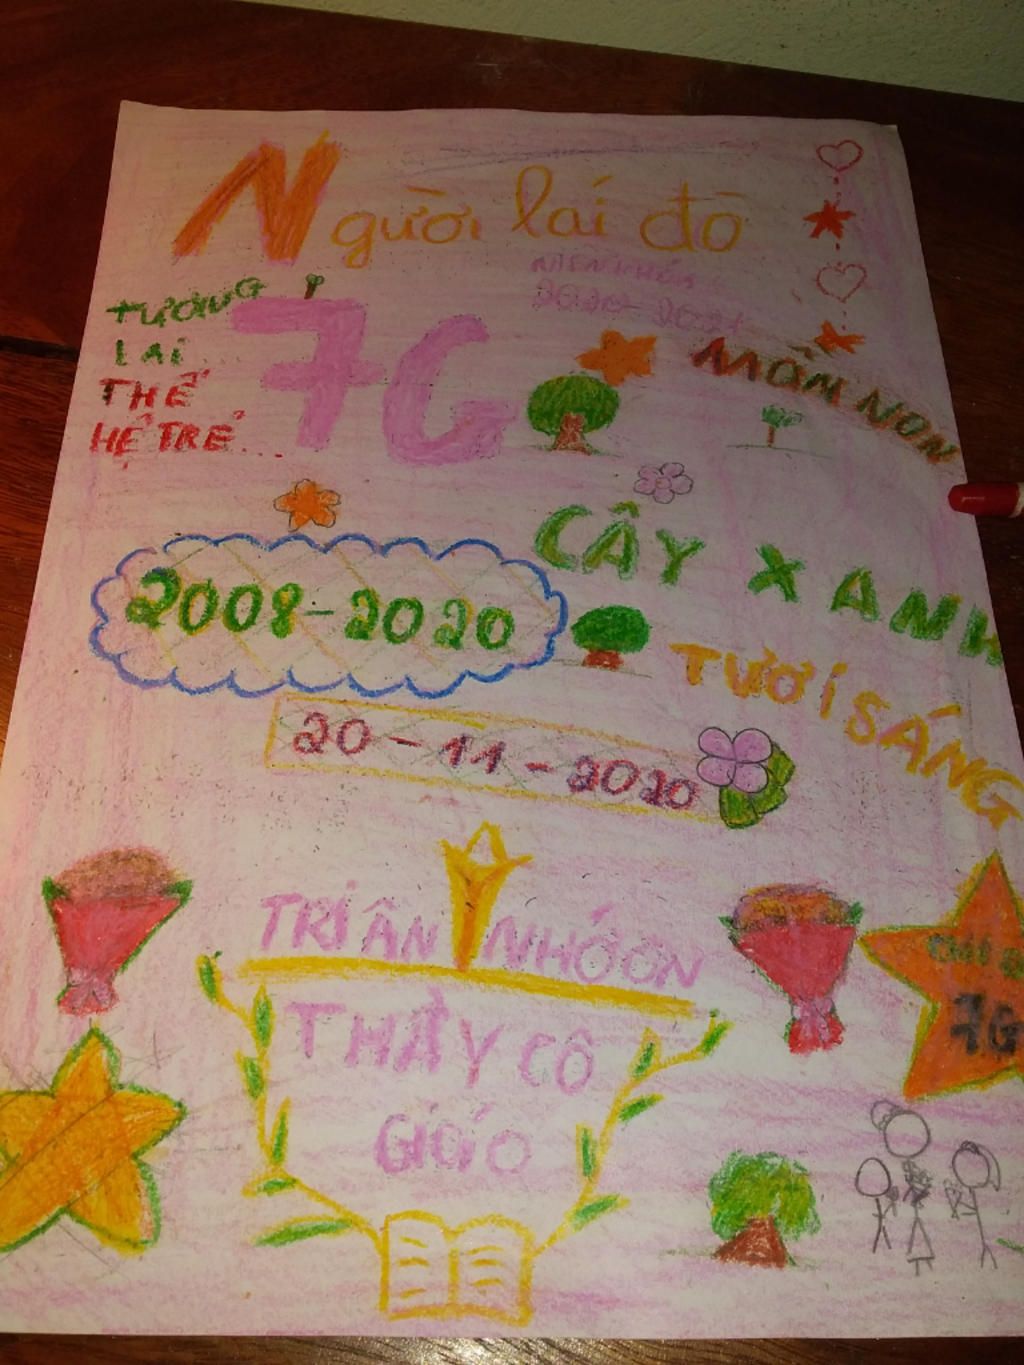 Người lái đò
NIÊN KHÓA
2020-2021
TƯƠNG
LAI...
THẾ
HỆ TRẺ...
7G
MẦM NON
CÂY XANH
2008-2020
TƯƠI SÁNG
20-11-2020
TRI ÂN NHỚ ƠN
THẦY CÔ
GIÁO
7G